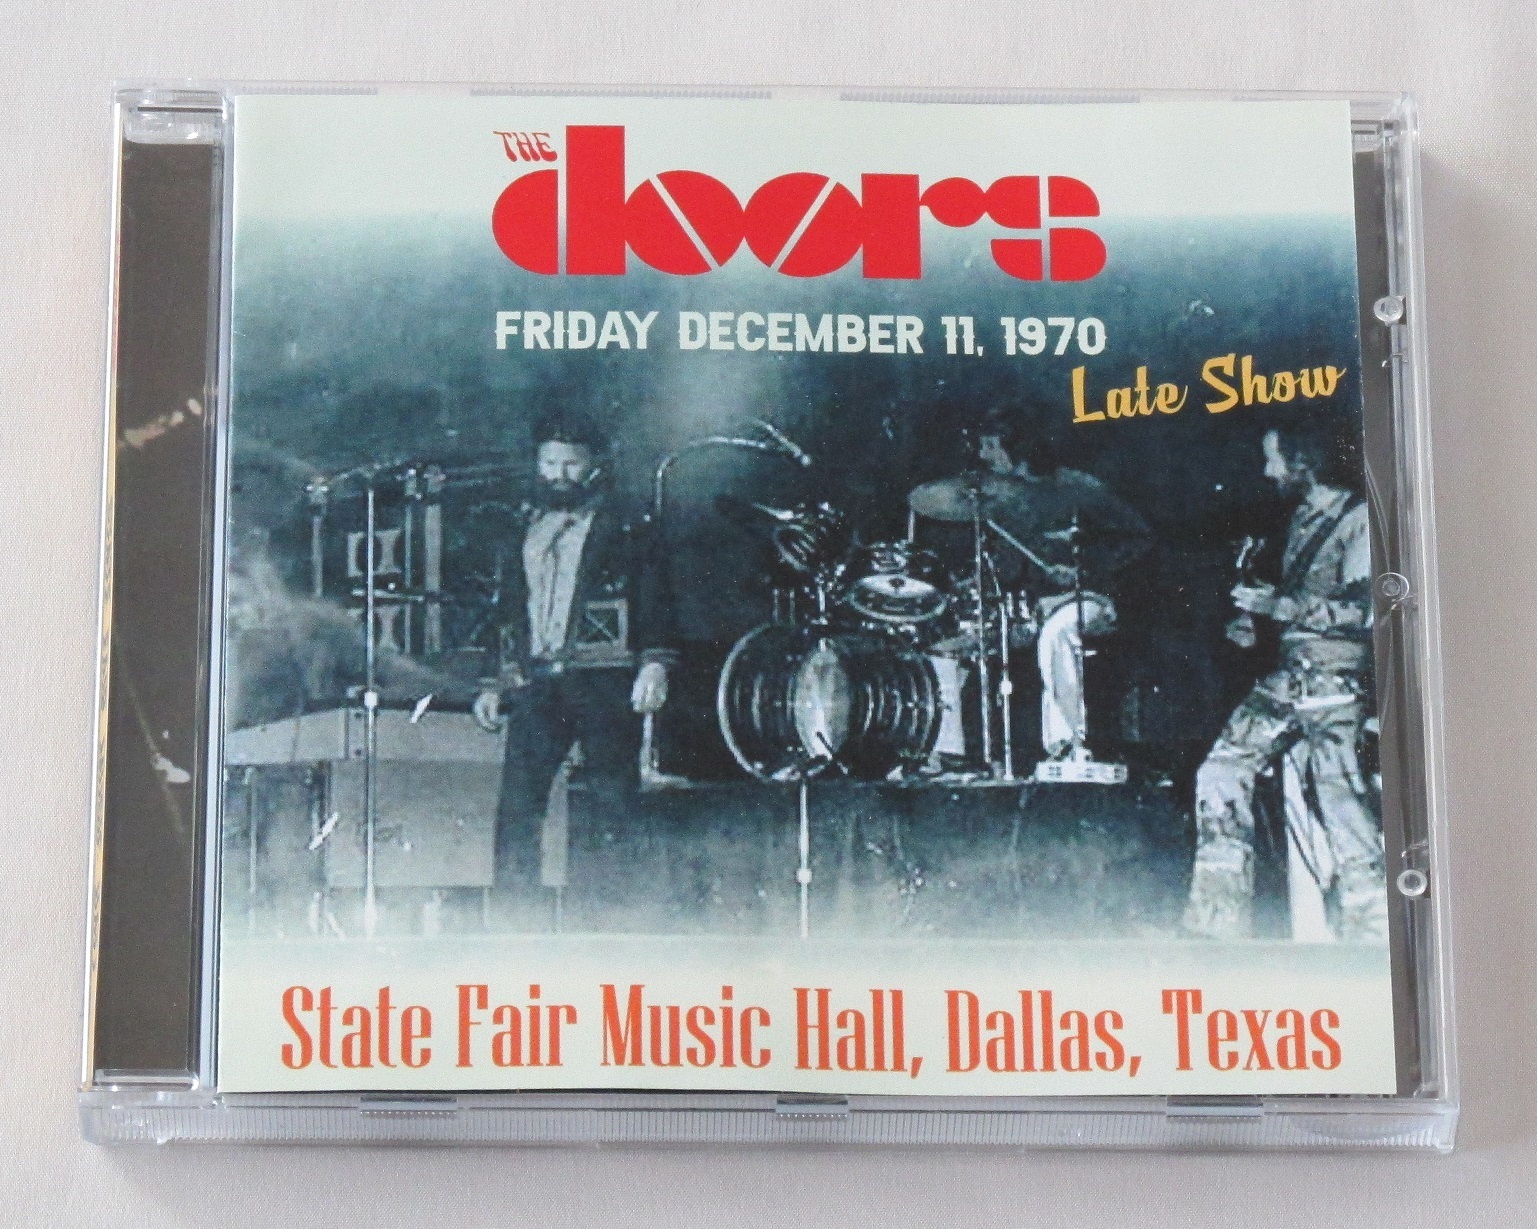 THE
doors
FRIDAY DECEMBER 11, 1970
Late Show
State Fair Music Hall, Dallas, Texas